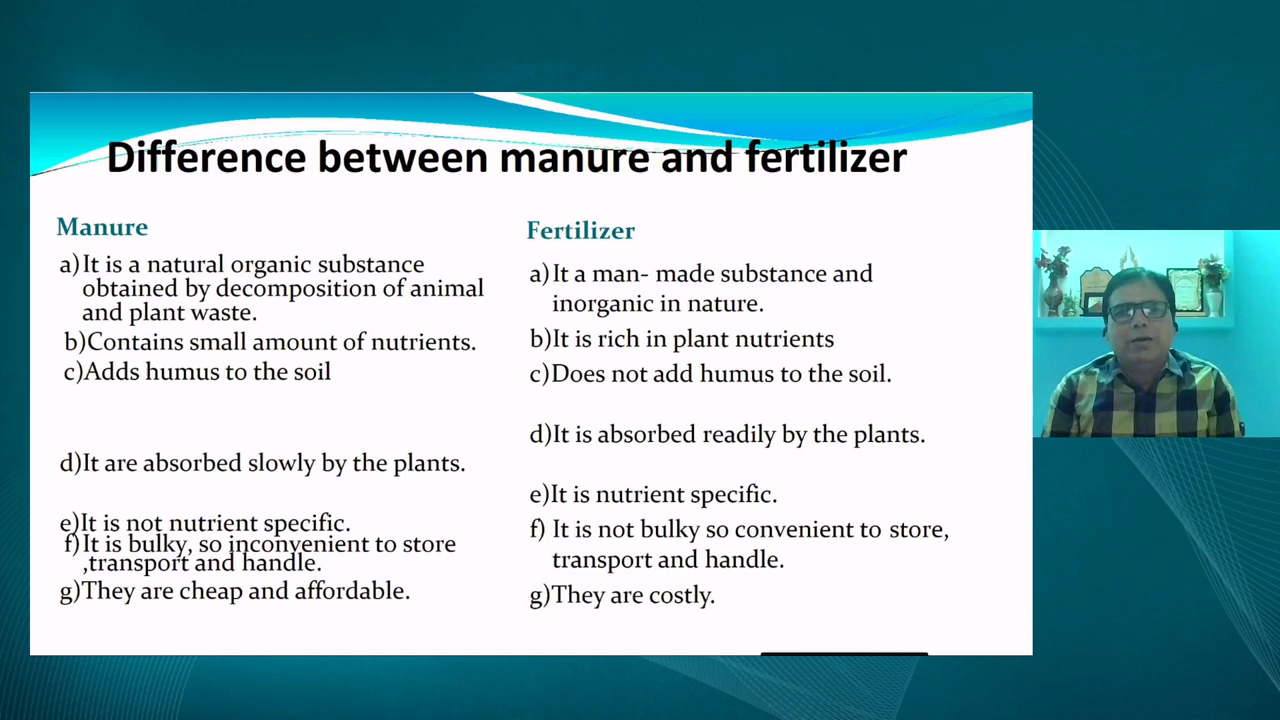 Difference between manure and fertilizer
Manure
a)It is a natural organic substance
obtained by decomposition of animal
and plant waste.
b)Contains small amount of nutrients.
c)Adds humus to the soil
d)It are absorbed slowly by the plants.
e)It is not nutrient specific.
f)It is bulky, so inconvenient to store
,transport and handle.
g)They are cheap and affordable.
Fertilizer
a)It a man- made substance and
inorganic in nature.
b)It is rich in plant nutrients
c)Does not add humus to the soil.
d)It is absorbed readily by the plants.
e)It is nutrient specific.
f) It is not bulky so convenient to store,
transport and handle.
g)They are costly.